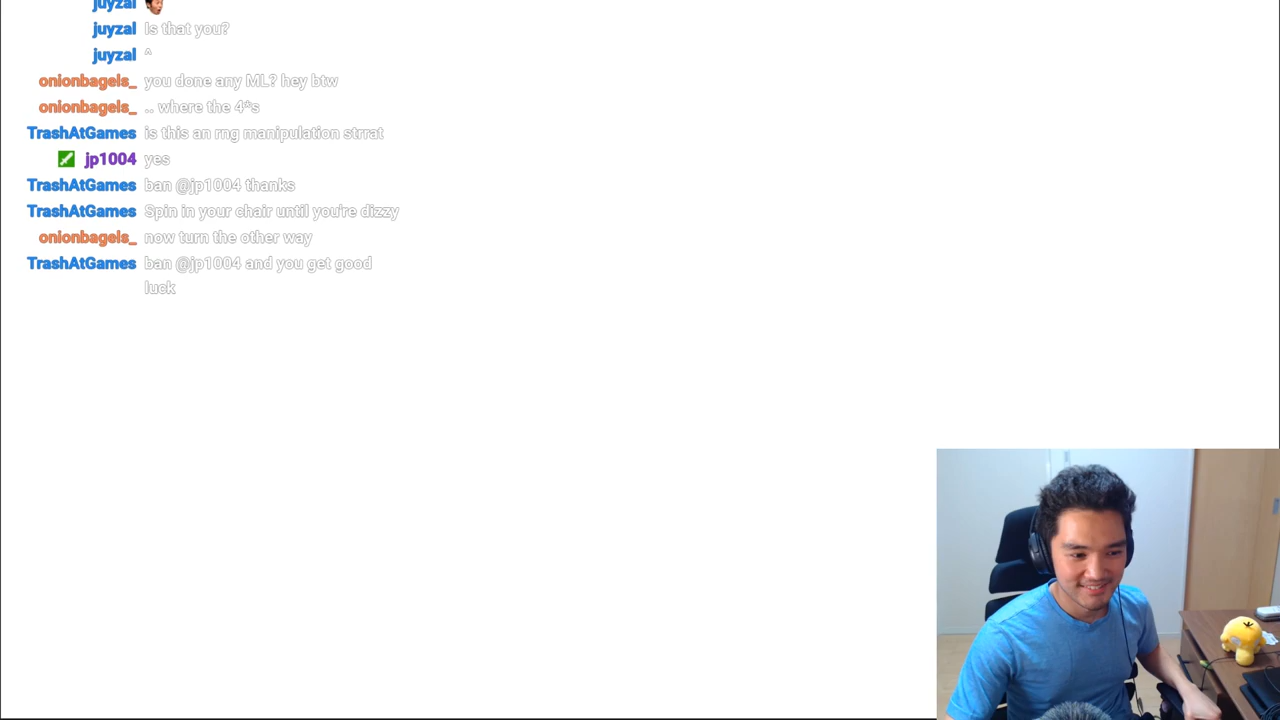 juyzal
juyzal Is that you?
juyzal ^
onionbagels_ you done any ML? hey btw
onionbagels_ .. where the 4*s
TrashAtGames is this an rng manipulation strrat
jp1004 yes
TrashAtGames ban @jp1004 thanks
TrashAtGames Spin in your chair until you're dizzy
onionbagels_ now turn the other way
TrashAtGames ban @jp1004 and you get good
luck